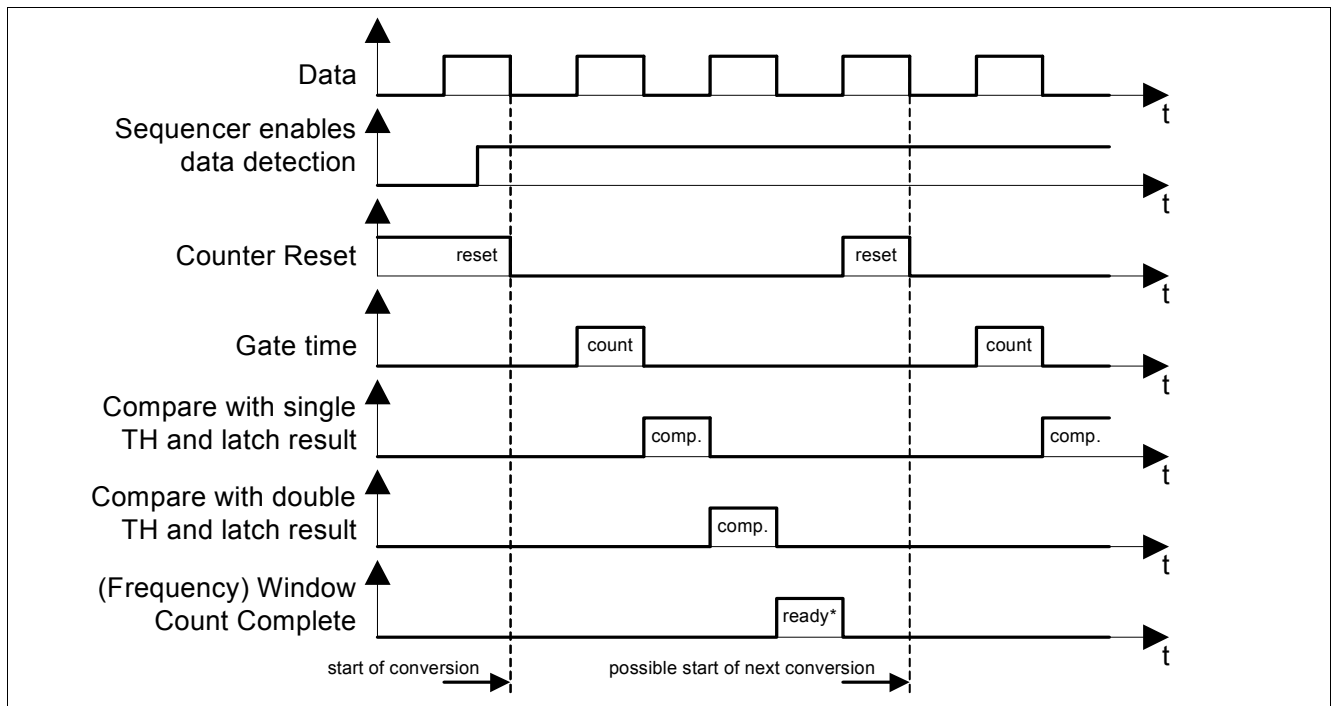 Data
t
Sequencer enables
data detection
t
Counter Reset
reset
reset
t
Gate time
count
count
t
Compare with single
TH and latch result
comp.
comp.
t
Compare with double
TH and latch result
comp.
t
(Frequency) Window
Count Complete
ready*
t
start of conversion
possible start of next conversion